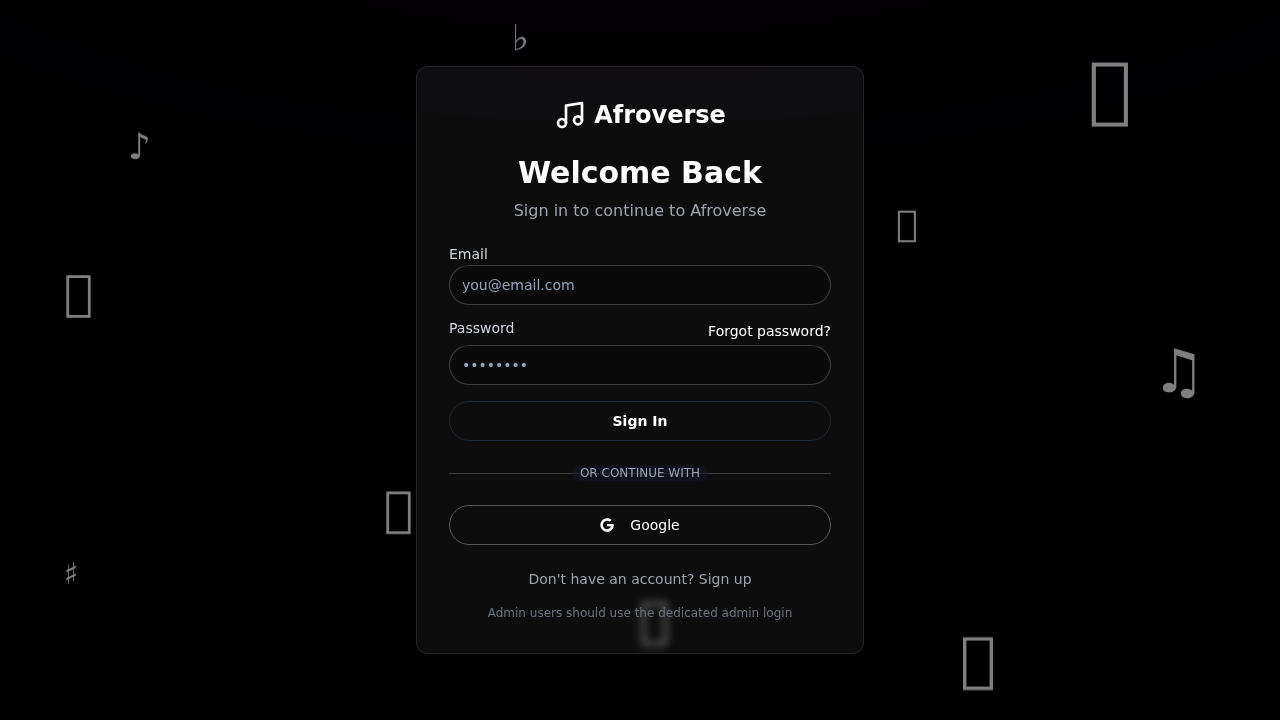 Afroverse
Welcome Back
Sign in to continue to Afroverse
Email
you@email.com
Password
Forgot password?
••••••••
Sign In
OR CONTINUE WITH
Google
Don't have an account? Sign up
Admin users should use the dedicated admin login